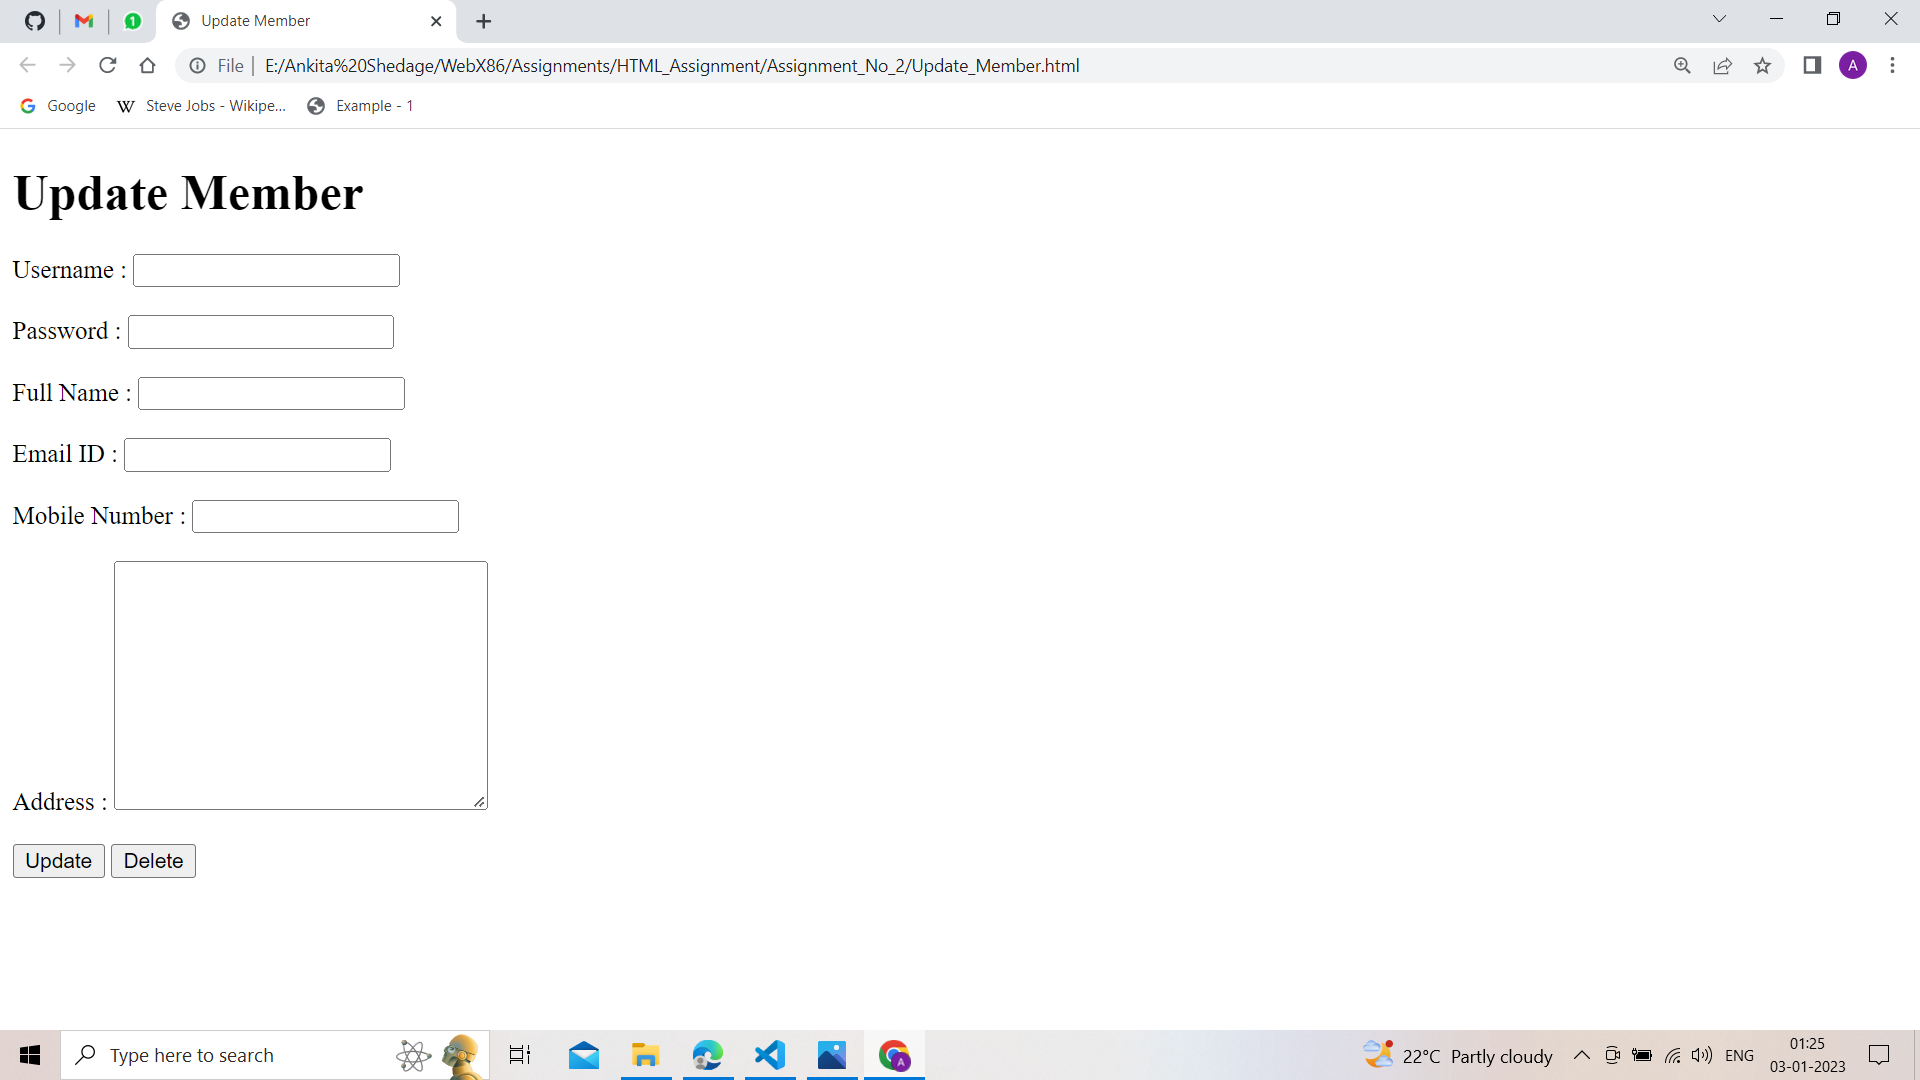 Update Member
File
E:/Ankita%20Shedage/WebX86/Assignments/HTML_Assignment/Assignment_No_2/Update_Member.html
A
Google
Steve Jobs - Wikipe...
Example - 1
Update Member
Username :
Password :
Full Name :
Email ID :
Mobile Number :
Address :
Update Delete
Type here to search
22°C Partly cloudy
ENG
01:25
03-01-2023
1
A